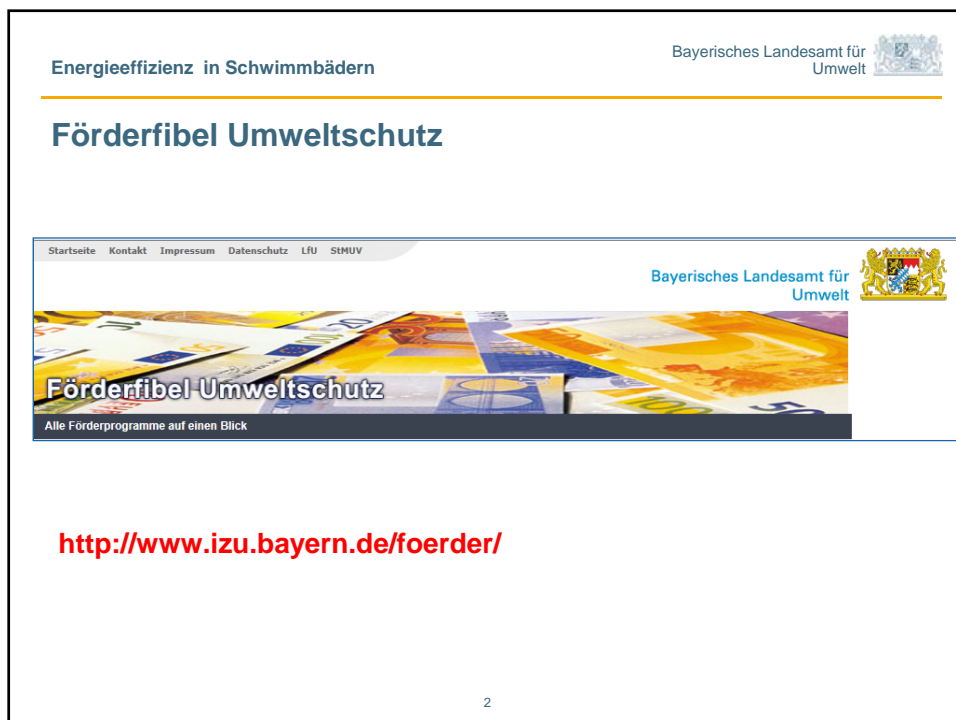 Energieeffizienz in Schwimmbädern
Bayerisches Landesamt für
Umwelt
Förderfibel Umweltschutz
Startseite Kontakt Impressum Datenschutz LfU StMUV
Bayerisches Landesamt für
Umwelt
Förderfibel Umweltschutz
Alle Förderprogramme auf einen Blick
http://www.izu.bayern.de/foerder/
2